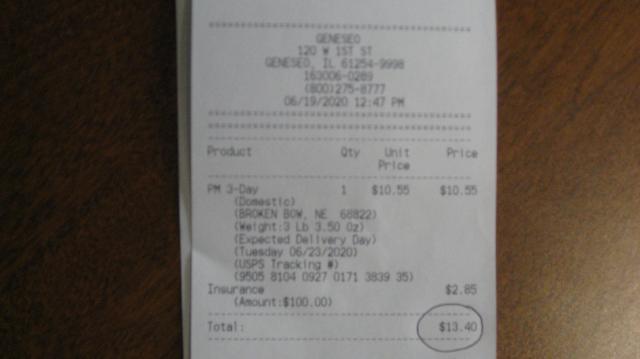 GENESEO
120 W 1ST ST
GENESEO, IL 61254-9998
163006-0289
(800)275-8777
06/19/2020 12:47 PM
Product Qty Unit Price
Price
PM 3-Day 1 $10.55 $10.55
(Domestic)
(BROKEN BOW, NE 68822)
(Weight:3 Lb 3.50 Oz)
(Expected Delivery Day)
(Tuesday 06/23/2020)
(USPS Tracking #)
(9505 8104 0927 0171 3839 35)
Insurance $2.85
(Amount:$100.00)
Total: $13.40